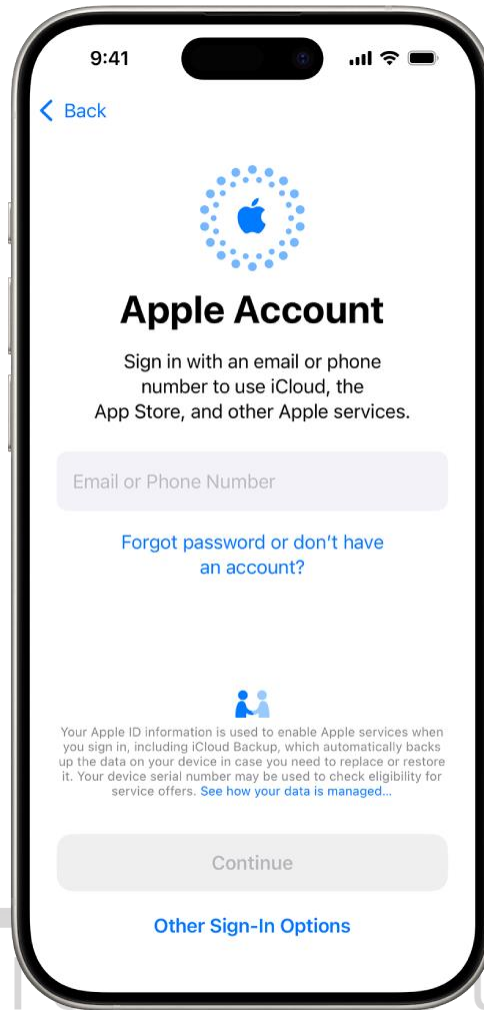 9:41
Back
Apple Account
Sign in with an email or phone
number to use iCloud, the
App Store, and other Apple services.
Email or Phone Number
Forgot password or don't have
an account?
Your Apple ID information is used to enable Apple services when
you sign in, including iCloud Backup, which automatically backs
up the data on your device in case you need to replace or restore
it. Your device serial number may be used to check eligibility for
service offers. See how your data is managed...
Continue
Other Sign-In Options